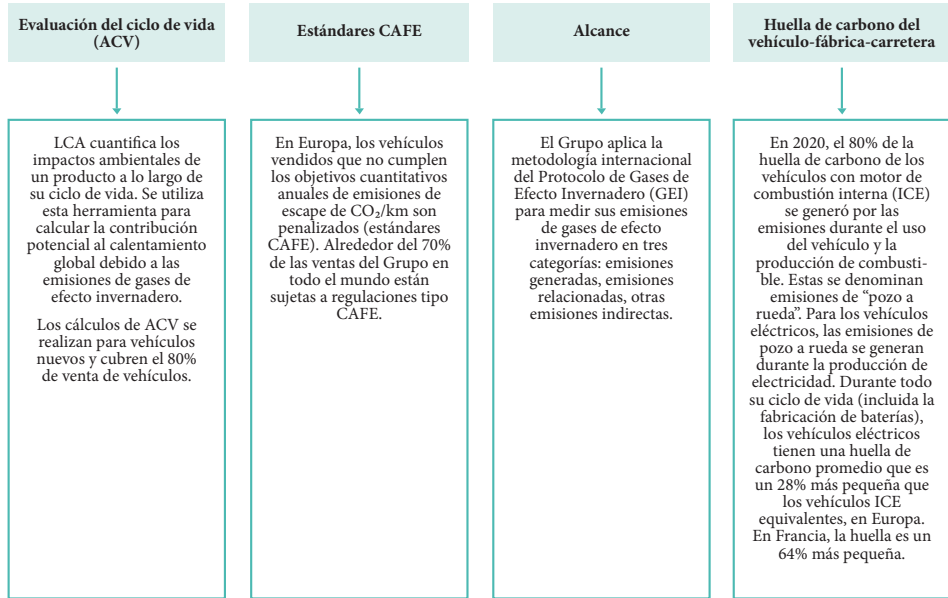 Evaluación del ciclo de vida
(ACV)
LCA cuantifica los
impactos ambientales de
un producto a lo largo de
su ciclo de vida. Se utiliza
esta herramienta para
calcular la contribución
potencial al calentamiento
global debido a las
emisiones de gases de
efecto invernadero.
Los cálculos de ACV se
realizan para vehículos
nuevos y cubren el 80%
de venta de vehículos.
Estándares CAFE
En Europa, los vehículos
vendidos que no cumplen
los objetivos cuantitativos
anuales de emisiones de
escape de CO₂/km son
penalizados (estándares
CAFE). Alrededor del 70%
de las ventas del Grupo en
todo el mundo están
sujetas a regulaciones tipo
CAFE.
Alcance
El Grupo aplica la
metodología internacional
del Protocolo de Gases de
Efecto Invernadero (GEI)
para medir sus emisiones
de gases de efecto
invernadero en tres
categorías: emisiones
generadas, emisiones
relacionadas, otras
emisiones indirectas.
Huella de carbono del
vehículo-fábrica-carretera
En 2020, el 80% de la
huella de carbono de los
vehículos con motor de
combustión interna (ICE)
se generó por las
emisiones durante el uso
del vehículo y la
producción de combusti-
ble. Estas se denominan
emisiones de “pozo a
rueda”. Para los vehículos
eléctricos, las emisiones de
pozo a rueda se generan
durante la producción de
electricidad. Durante todo
su ciclo de vida (incluida la
fabricación de baterías),
los vehículos eléctricos
tienen una huella de
carbono promedio que es
un 28% más pequeña que
los vehículos ICE
equivalentes, en Europa.
En Francia, la huella es un
64% más pequeña.